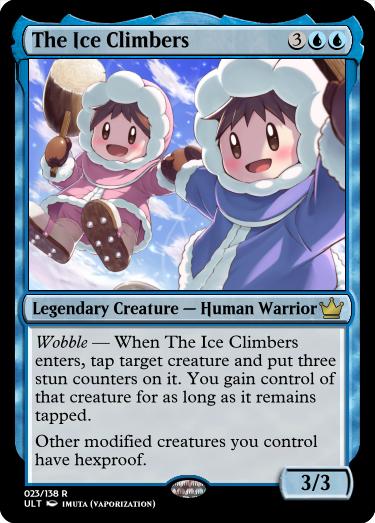 The Ice Climbers 3
Legendary Creature — Human Warrior
Wobble — When The Ice Climbers
enters, tap target creature and put three
stun counters on it. You gain control of
that creature for as long as it remains
tapped.
Other modified creatures you control
have hexproof.
3/3
023/138 R
ULT IMUTA (VAPORIZATION)